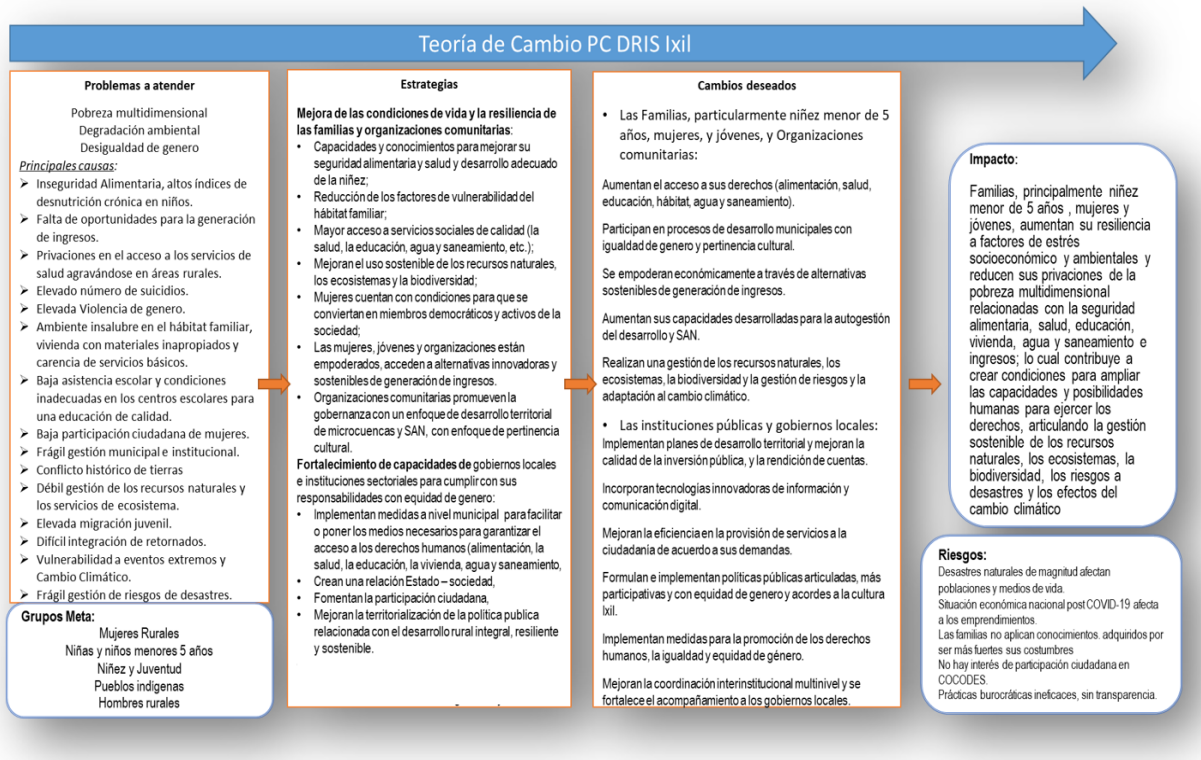 Teoría de Cambio PC DRIS Ixil
Problemas a atender
Pobreza multidimensional
Degradación ambiental
Desigualdad de genero
Principales causas:
➢ Inseguridad Alimentaria, altos índices de
desnutrición crónica en niños.
➢ Falta de oportunidades para la generación
de ingresos.
➢ Privaciones en el acceso a los servicios de
salud agravándose en áreas rurales.
➢ Elevado número de suicidios.
➢ Elevada Violencia de genero.
➢ Ambiente insalubre en el hábitat familiar,
vivienda con materiales inapropiados y
carencia de servicios básicos.
➢ Baja asistencia escolar y condiciones
inadecuadas en los centros escolares para
una educación de calidad.
➢ Baja participación ciudadana de mujeres.
➢ Frágil gestión municipal e institucional.
➢ Conflicto histórico de tierras
➢ Débil gestión de los recursos naturales y
los servicios de ecosistema.
➢ Elevada migración juvenil.
➢ Difícil integración de retornados.
➢ Vulnerabilidad a eventos extremos y
Cambio Climático.
➢ Frágil gestión de riesgos de desastres.
Grupos Meta:
Mujeres Rurales
Niñas y niños menores 5 años
Niñez y Juventud
Pueblos indígenas
Hombres rurales
Estrategias
Mejora de las condiciones de vida y la resiliencia de
las familias y organizaciones comunitarias:
• Capacidades y conocimientos para mejorar su
seguridad alimentaria y salud y desarrollo adecuado
de la niñez;
• Reducción de los factores de vulnerabilidad del
hábitat familiar;
• Mayor acceso a servicios sociales de calidad (la
salud, la educación, agua y saneamiento, etc.);
• Mejoran el uso sostenible de los recursos naturales,
los ecosistemas y la biodiversidad;
• Mujeres cuentan con condiciones para que se
conviertan en miembros democráticos y activos de la
sociedad;
• Las mujeres, jóvenes y organizaciones están
empoderados, acceden a alternativas innovadoras y
sostenibles de generación de ingresos.
• Organizaciones comunitarias promueven la
gobernanza con un enfoque de desarrollo territorial
de microcuencas y SAN, con enfoque de pertinencia
cultural.
Fortalecimiento de capacidades de gobiernos locales
e instituciones sectoriales para cumplir con sus
responsabilidades con equidad de genero:
• Implementan medidas a nivel municipal para facilitar
o poner los medios necesarios para garantizar el
acceso a los derechos humanos (alimentación, la
salud, la educación, la vivienda, agua y saneamiento,
• Crean una relación Estado – sociedad,
• Fomentan la participación ciudadana,
• Mejoran la territorialización de la política publica
relacionada con el desarrollo rural integral, resiliente
y sostenible.
Cambios deseados
• Las Familias, particularmente niñez menor de 5
años, mujeres, y jóvenes, y Organizaciones
comunitarias:
Aumentan el acceso a sus derechos (alimentación, salud,
educación, hábitat, agua y saneamiento).
Participan en procesos de desarrollo municipales con
igualdad de genero y pertinencia cultural.
Se empoderan económicamente a través de alternativas
sostenibles de generación de ingresos.
Aumentan sus capacidades desarrolladas para la autogestión
del desarrollo y SAN.
Realizan una gestión de los recursos naturales, los
ecosistemas, la biodiversidad y la gestión de riesgos y la
adaptación al cambio climático.
• Las instituciones públicas y gobiernos locales:
Implementan planes de desarrollo territorial y mejoran la
calidad de la inversión pública, y la rendición de cuentas.
Incorporan tecnologías innovadoras de información y
comunicación digital.
Mejoran la eficiencia en la provisión de servicios a la
ciudadanía de acuerdo a sus demandas.
Formulan e implementan políticas públicas articuladas, más
participativas y con equidad de genero y acordes a la cultura
Ixil.
Implementan medidas para la promoción de los derechos
humanos, la igualdad y equidad de género.
Mejoran la coordinación interinstitucional multinivel y se
fortalece el acompañamiento a los gobiernos locales.
Impacto:
Familias, principalmente niñez
menor de 5 años , mujeres y
jóvenes, aumentan su resiliencia
a factores de estrés
socioeconómico y ambientales y
reducen sus privaciones de la
pobreza multidimensional
relacionadas con la seguridad
alimentaria, salud, educación,
vivienda, agua y saneamiento e
ingresos; lo cual contribuye a
crear condiciones para ampliar
las capacidades y posibilidades
humanas para ejercer los
derechos, articulando la gestión
sostenible de los recursos
naturales, los ecosistemas, la
biodiversidad, los riesgos a
desastres y los efectos del
cambio climático
Riesgos:
Desastres naturales de magnitud afectan
poblaciones y medios de vida.
Situación económica nacional post COVID-19 afecta
a los emprendimientos.
Las familias no aplican conocimientos. adquiridos por
ser más fuertes sus costumbres
No hay interés de participación ciudadana en
COCODES.
Prácticas burocráticas ineficaces, sin transparencia.